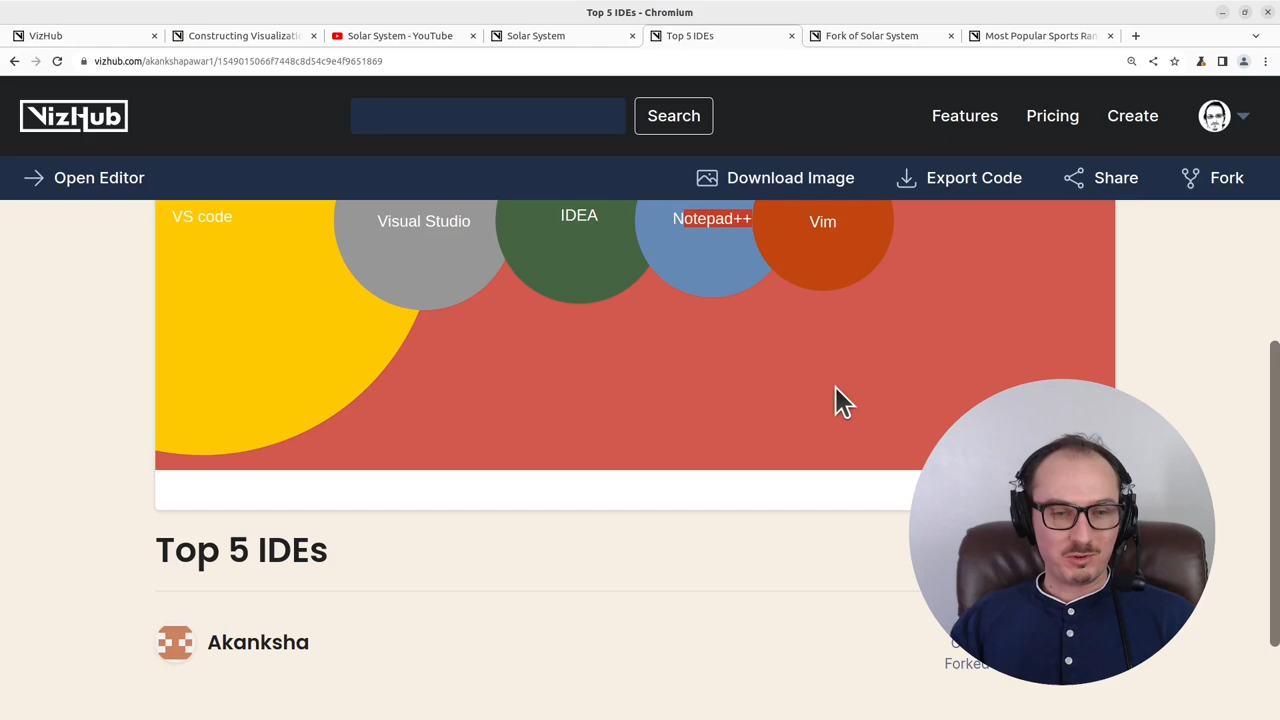 Top 5 IDEs - Chromium
VizHub
Constructing Visualizati
Solar System - YouTube
Solar System
Top 5 IDEs
Fork of Solar System
Most Popular Sports Ran
vizhub.com/akankshapawar1/1549015066f7448c8d54c9e4f9651869
VizHub
Search
Features
Pricing
Create
Open Editor
Download Image
Export Code
Share
Fork
VS code
Visual Studio
IDEA
Notepad++
Vim
Top 5 IDEs
Akanksha
Forked